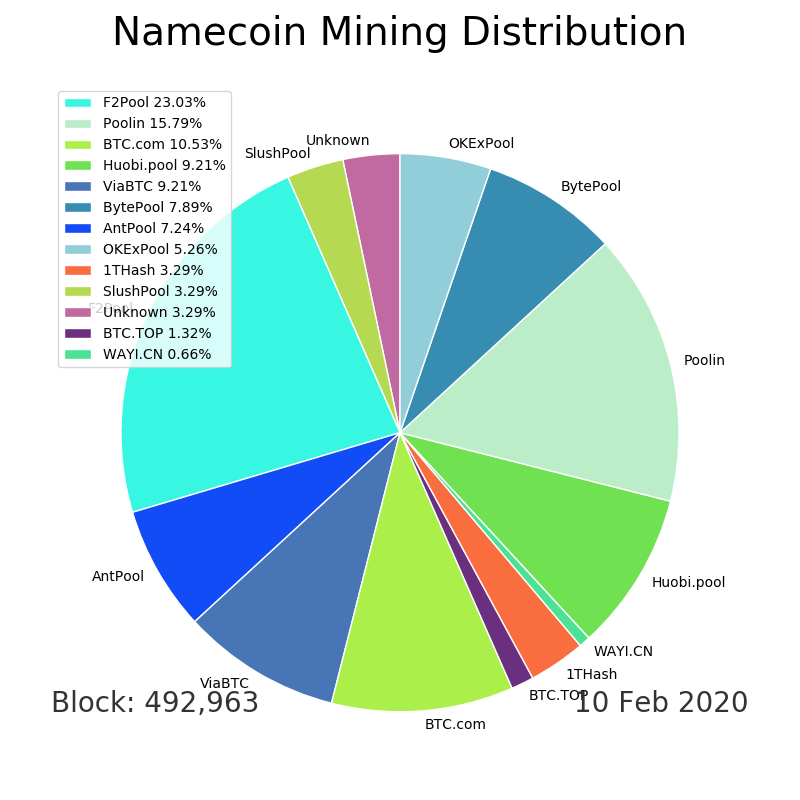 Namecoin Mining Distribution
F2Pool 23.03%
Poolin 15.79%
BTC.com 10.53%
Huobi.pool 9.21%
ViaBTC 9.21%
BytePool 7.89%
AntPool 7.24%
OKExPool 5.26%
1THash 3.29%
SlushPool 3.29%
Unknown 3.29%
BTC.TOP 1.32%
WAYI.CN 0.66%
Unknown
OKExPool
SlushPool
BytePool
F2Pool
Poolin
AntPool
Huobi.pool
WAYI.CN
1THash
ViaBTC
BTC.TOP
BTC.com
Block: 492,963
10 Feb 2020